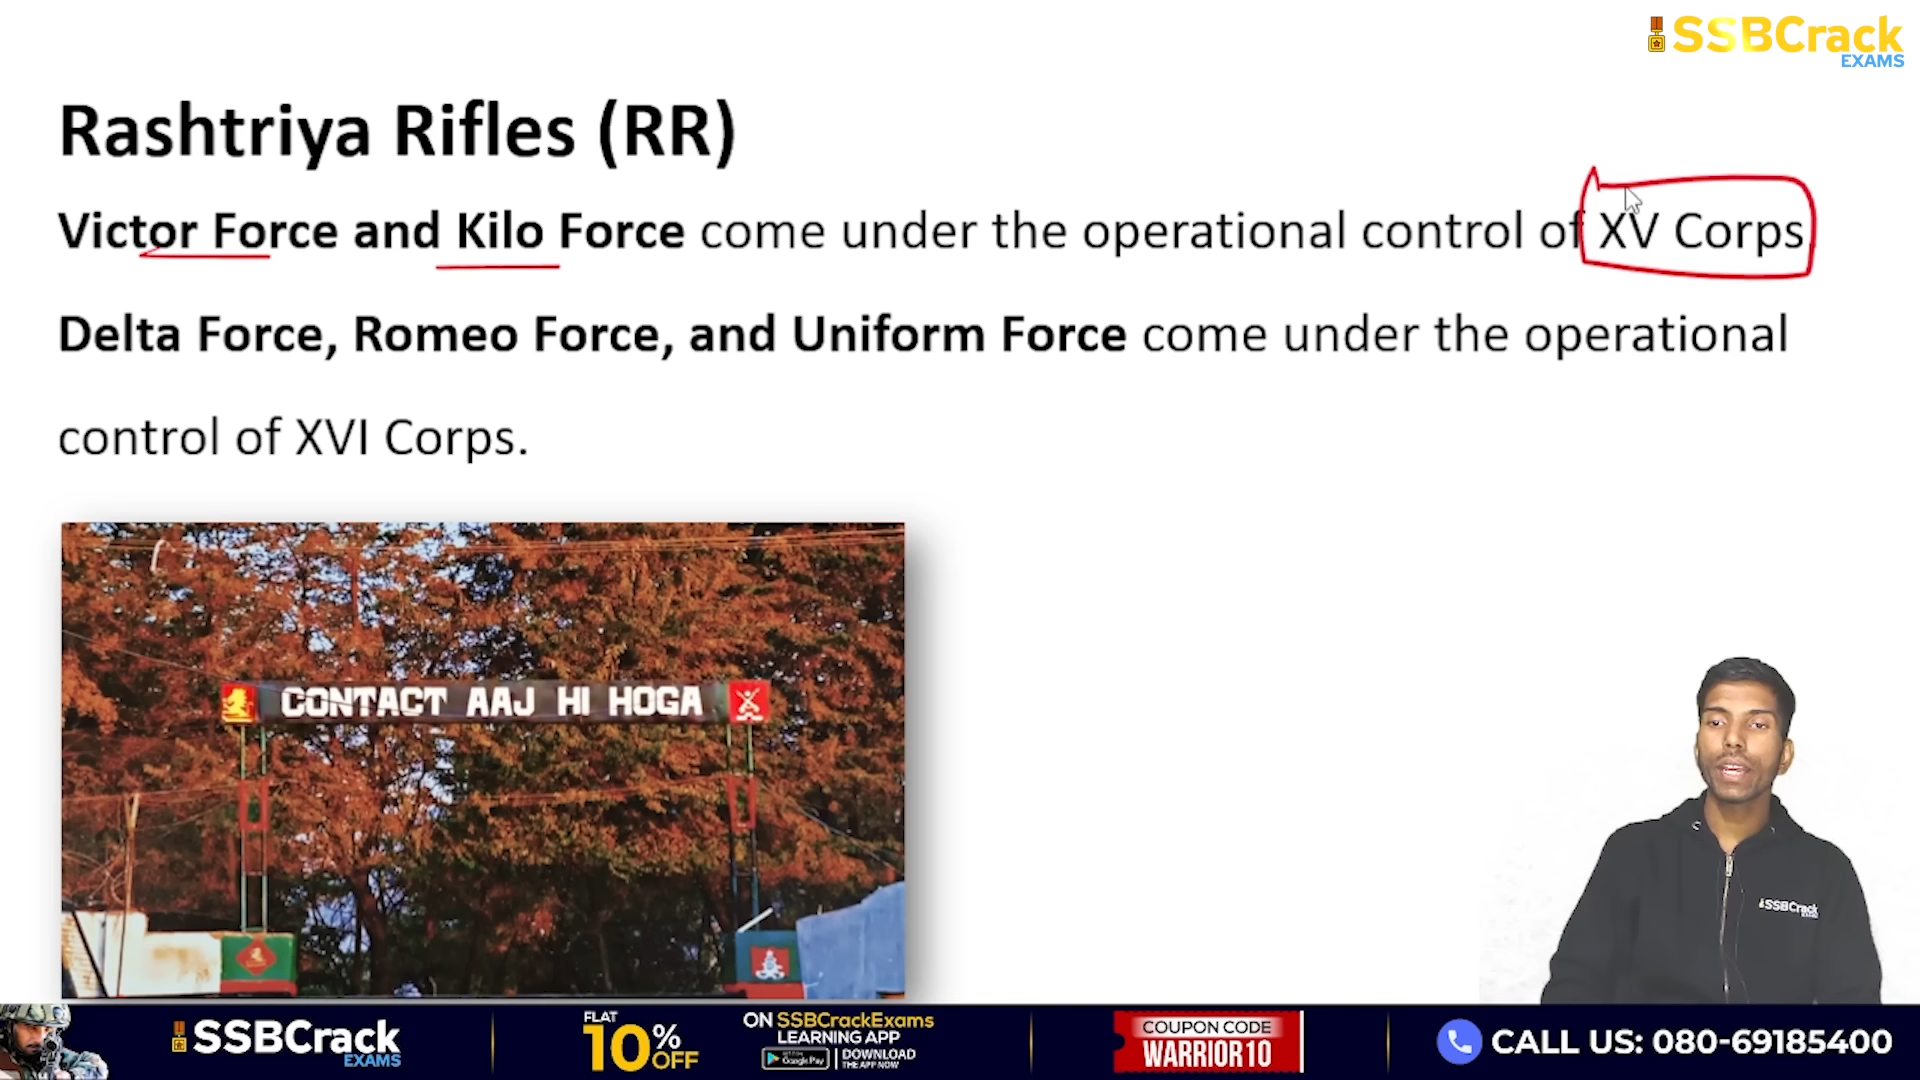 SSBCrack
EXAMS
Rashtriya Rifles (RR)
Victor Force and Kilo Force come under the operational control of XV Corps
Delta Force, Romeo Force, and Uniform Force come under the operational
control of XVI Corps.
CONTACT AAJ HI HOGA
SSBCrack
SSBCrack
EXAMS
FLAT
10% OFF
ON SSBCrackExams
LEARNING APP
Google Play
DOWNLOAD
THE APP NOW
COUPON CODE
WARRIOR10
CALL US: 080-69185400